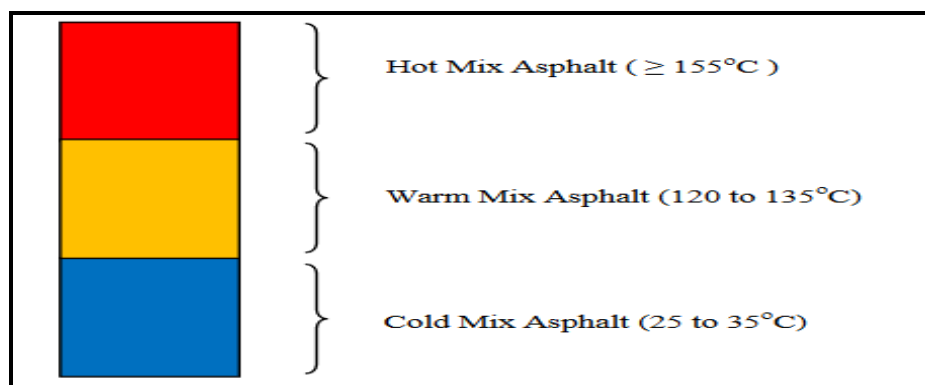 Hot Mix Asphalt ( ≥ 155°C )
Warm Mix Asphalt (120 to 135°C)
Cold Mix Asphalt (25 to 35°C)